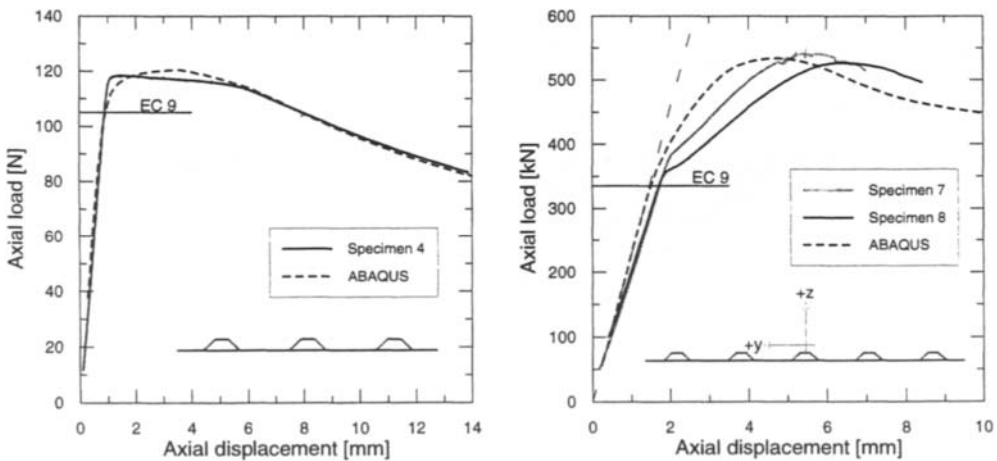 140
120
100
80
60
40
20
0
Axial load [N]
EC 9
Specimen 4
ABAQUS
0 2 4 6 8 10 12 14
Axial displacement [mm]
600
500
400
300
200
100
0
Axial load [kN]
EC 9
Specimen 7
Specimen 8
ABAQUS
+z
+y
0 2 4 6 8 10
Axial displacement [mm]